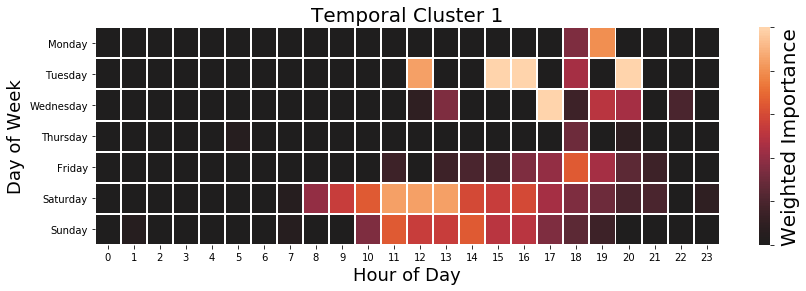 Temporal Cluster 1
Day of Week
Monday
Tuesday
Wednesday
Thursday
Friday
Saturday
Sunday
0 1 2 3 4 5 6 7 8 9 10 11 12 13 14 15 16 17 18 19 20 21 22 23
Hour of Day
Weighted Importance